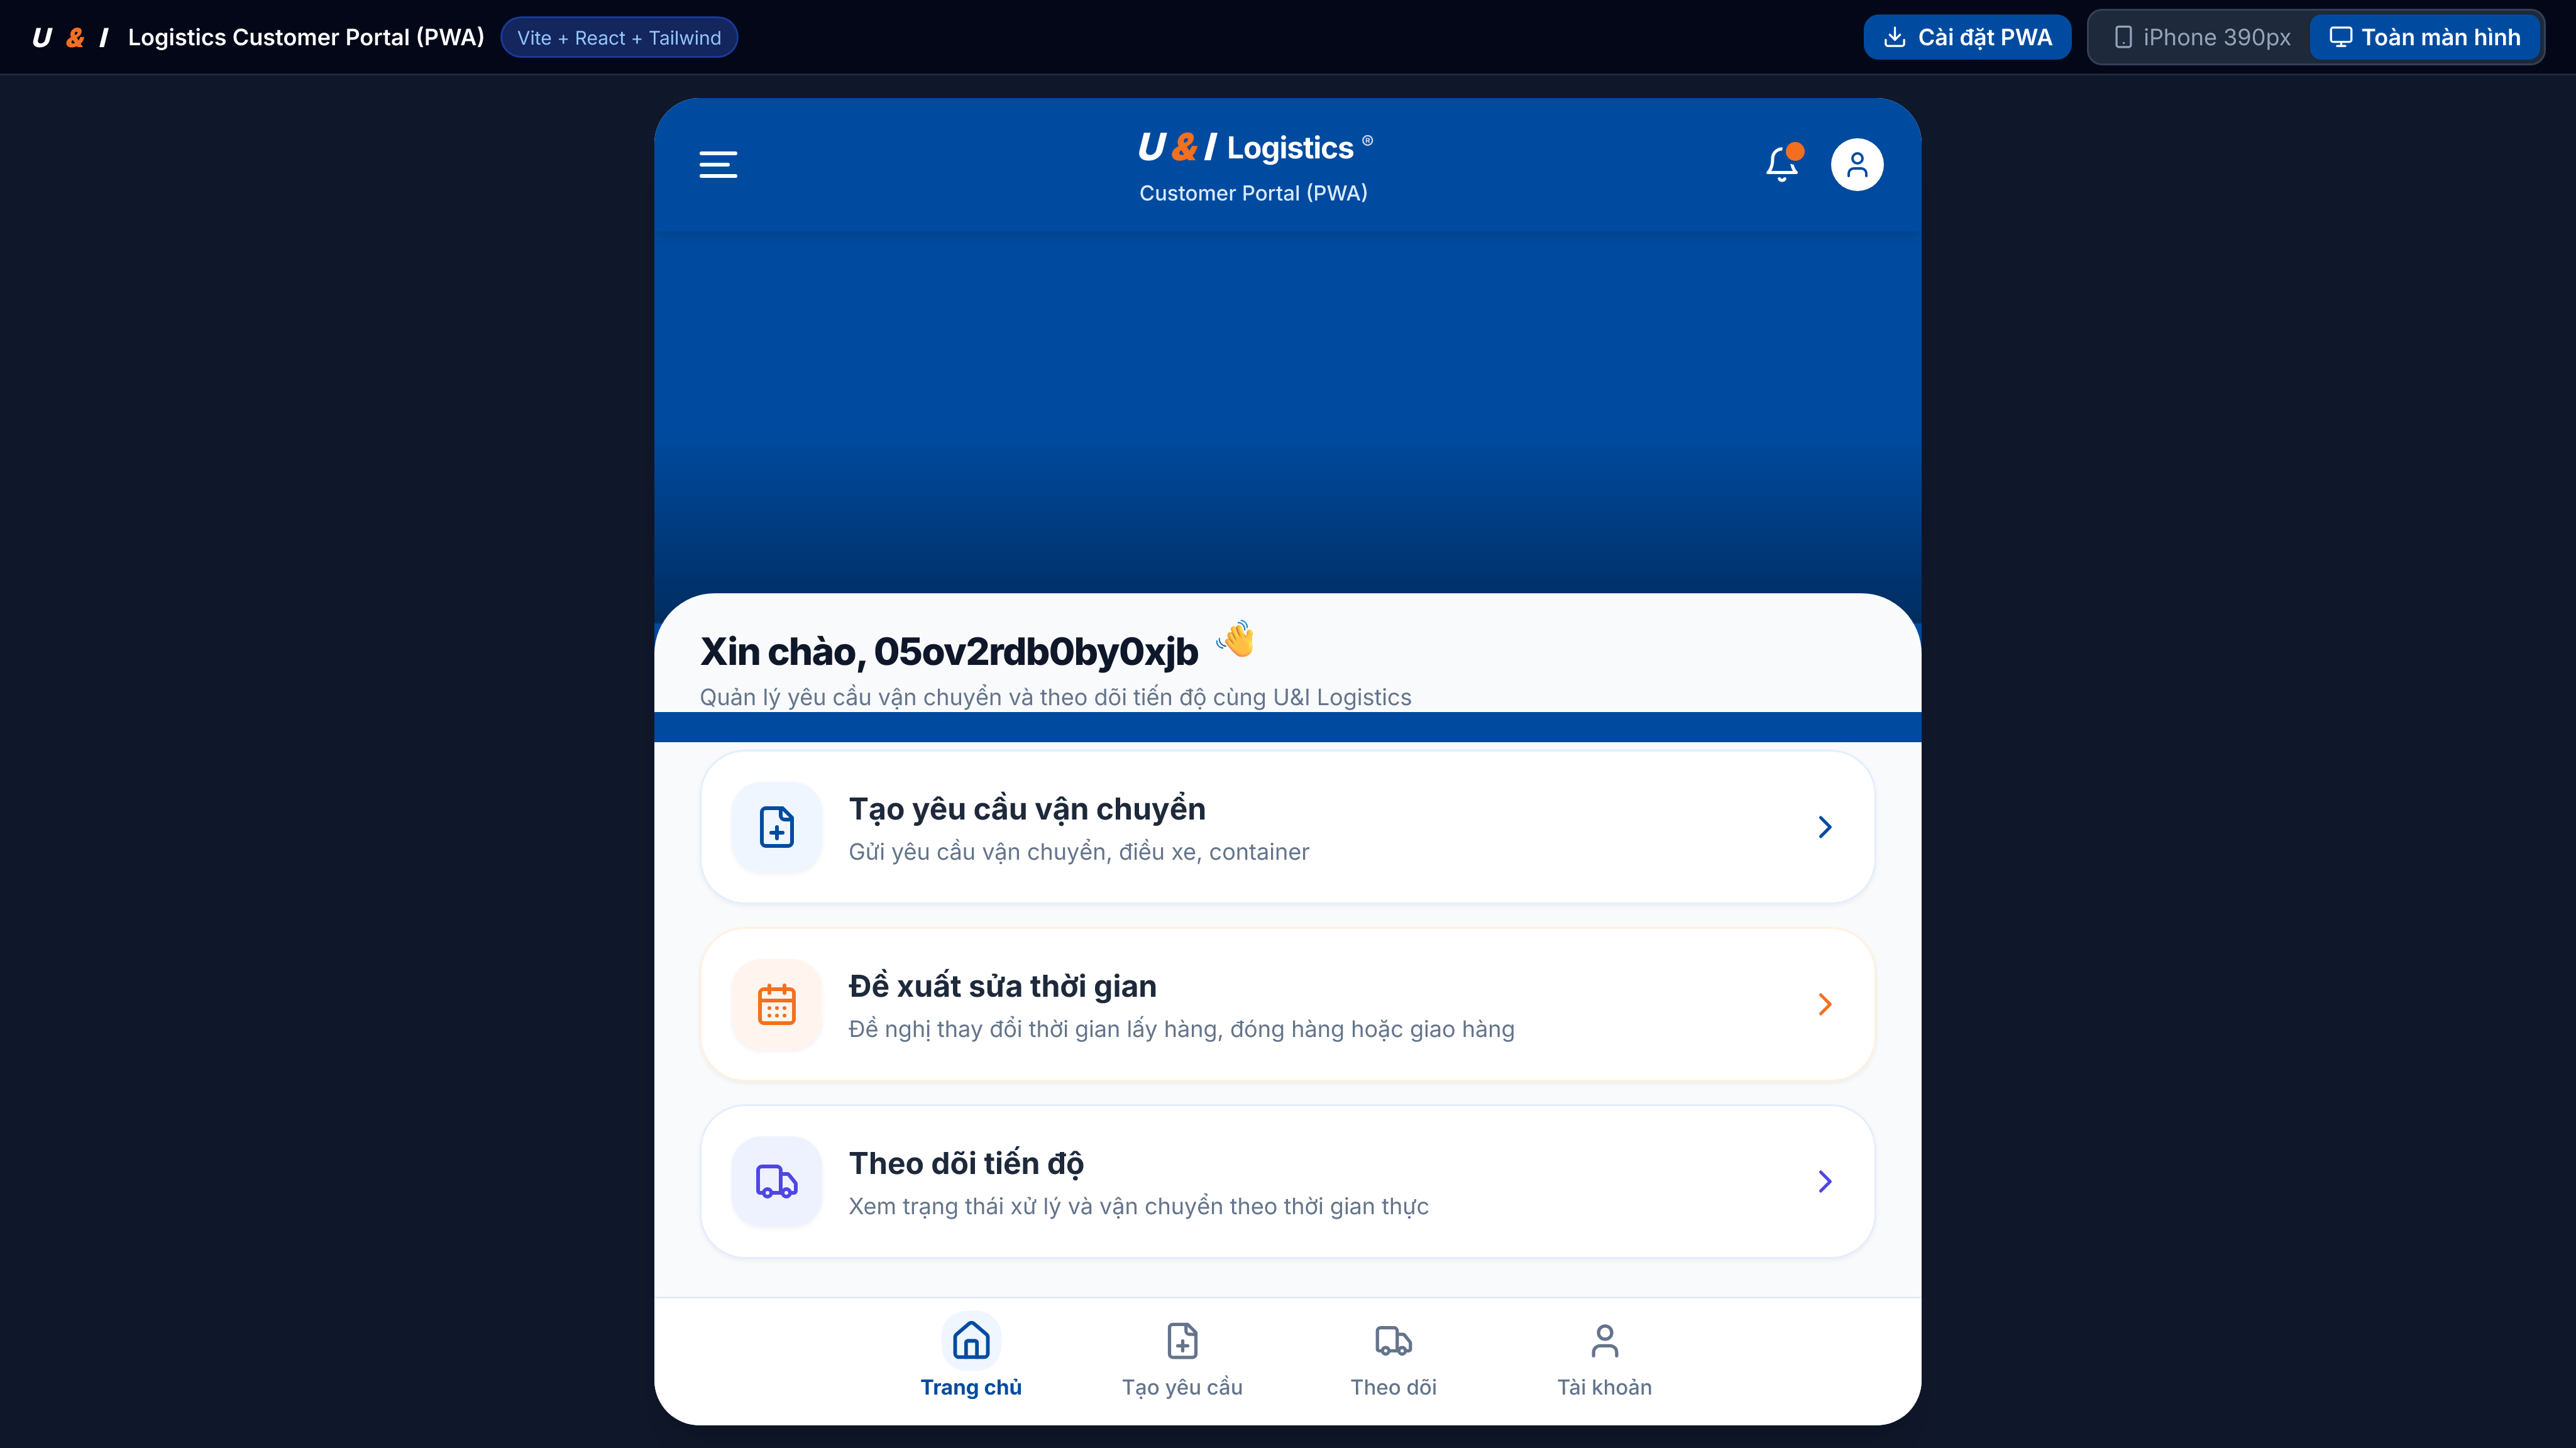 U & I Logistics Customer Portal (PWA) Vite + React + Tailwind Cài đặt PWA iPhone 390px Toàn màn hình
U & I Logistics ®
Customer Portal (PWA)
Xin chào, 05ov2rdb0by0xjb 👋
Quản lý yêu cầu vận chuyển và theo dõi tiến độ cùng U&I Logistics
Tạo yêu cầu vận chuyển
Gửi yêu cầu vận chuyển, điều xe, container
Đề xuất sửa thời gian
Đề nghị thay đổi thời gian lấy hàng, đóng hàng hoặc giao hàng
Theo dõi tiến độ
Xem trạng thái xử lý và vận chuyển theo thời gian thực
Trang chủ Tạo yêu cầu Theo dõi Tài khoản